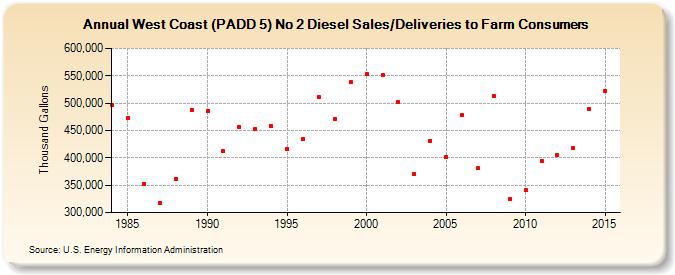 Annual West Coast (PADD 5) No 2 Diesel Sales/Deliveries to Farm Consumers
Thousand Gallons
600,000
550,000
500,000
450,000
400,000
350,000
300,000
1985 1990 1995 2000 2005 2010 2015
Source: U.S. Energy Information Administration